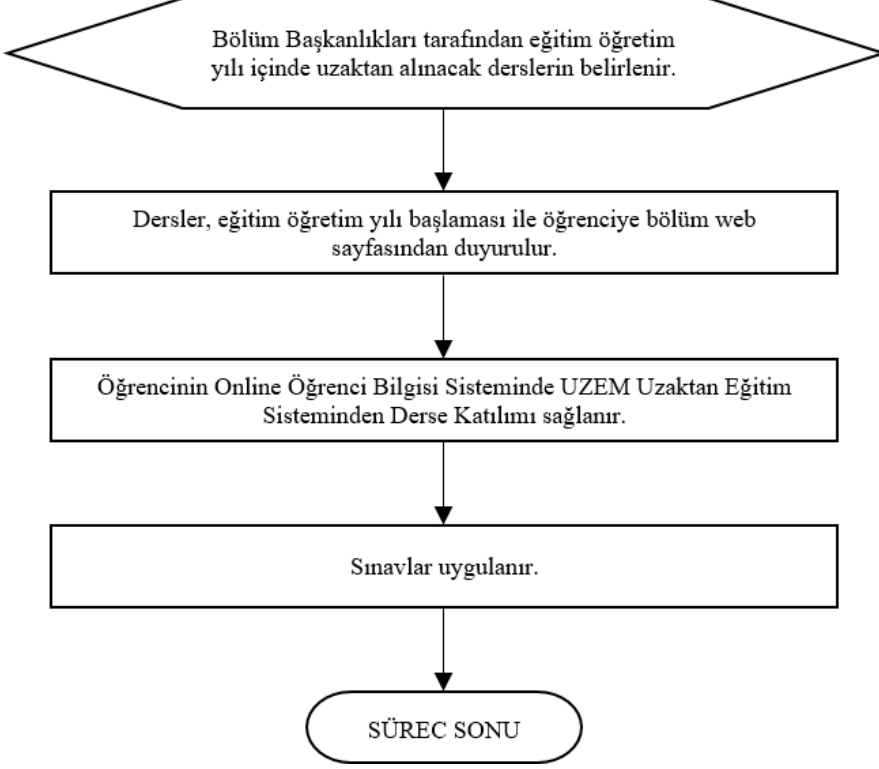 Bölüm Başkanlıkları tarafından eğitim öğretim
yılı içinde uzaktan alınacak derslerin belirlenir.
Dersler, eğitim öğretim yılı başlaması ile öğrenciye bölüm web
sayfasından duyurulur.
Öğrencinin Online Öğrenci Bilgisi Sisteminde UZEM Uzaktan Eğitim
Sisteminden Derse Katılımı sağlanır.
Sınavlar uygulanır.
SÜREC SONU